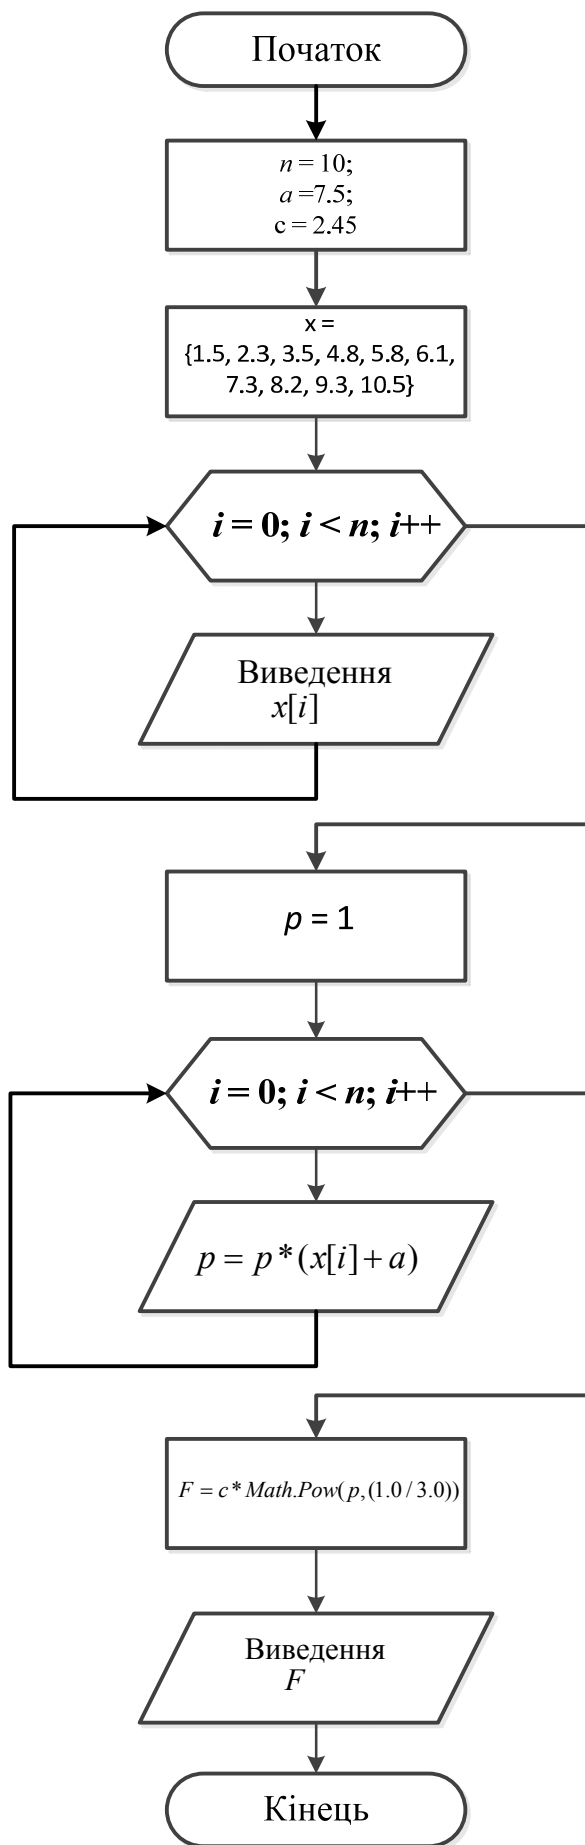 Початок
n = 10;
a =7.5;
c = 2.45
x =
{1.5, 2.3, 3.5, 4.8, 5.8, 6.1,
7.3, 8.2, 9.3, 10.5}
i = 0; i < n; i++
Виведення
x[i]
p = 1
i = 0; i < n; i++
p = p*(x[i]+a)
F = c*Math.Pow(p,(1.0/3.0))
Виведення
F
Кінець